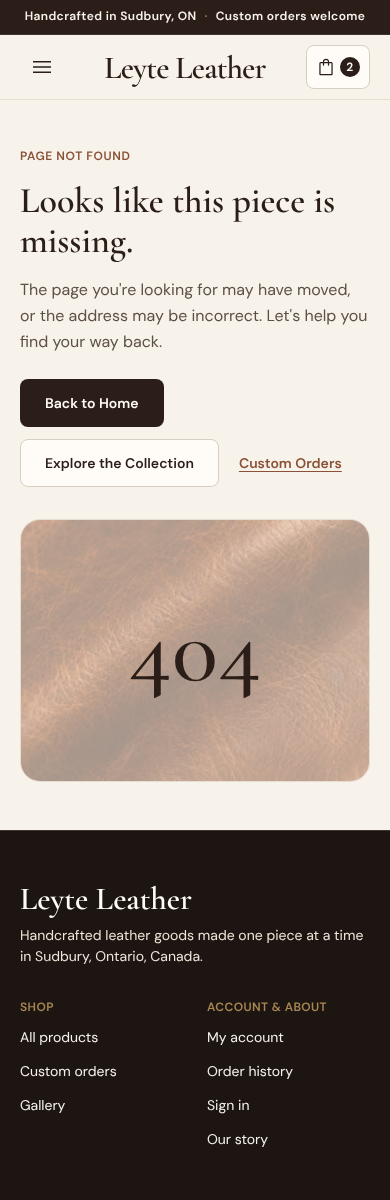 Handcrafted in Sudbury, ON · Custom orders welcome
Leyte Leather
2
PAGE NOT FOUND
Looks like this piece is
missing.
The page you're looking for may have moved,
or the address may be incorrect. Let's help you
find your way back.
Back to Home
Explore the Collection
Custom Orders
404
Leyte Leather
Handcrafted leather goods made one piece at a time
in Sudbury, Ontario, Canada.
SHOP
All products
Custom orders
Gallery
ACCOUNT & ABOUT
My account
Order history
Sign in
Our story